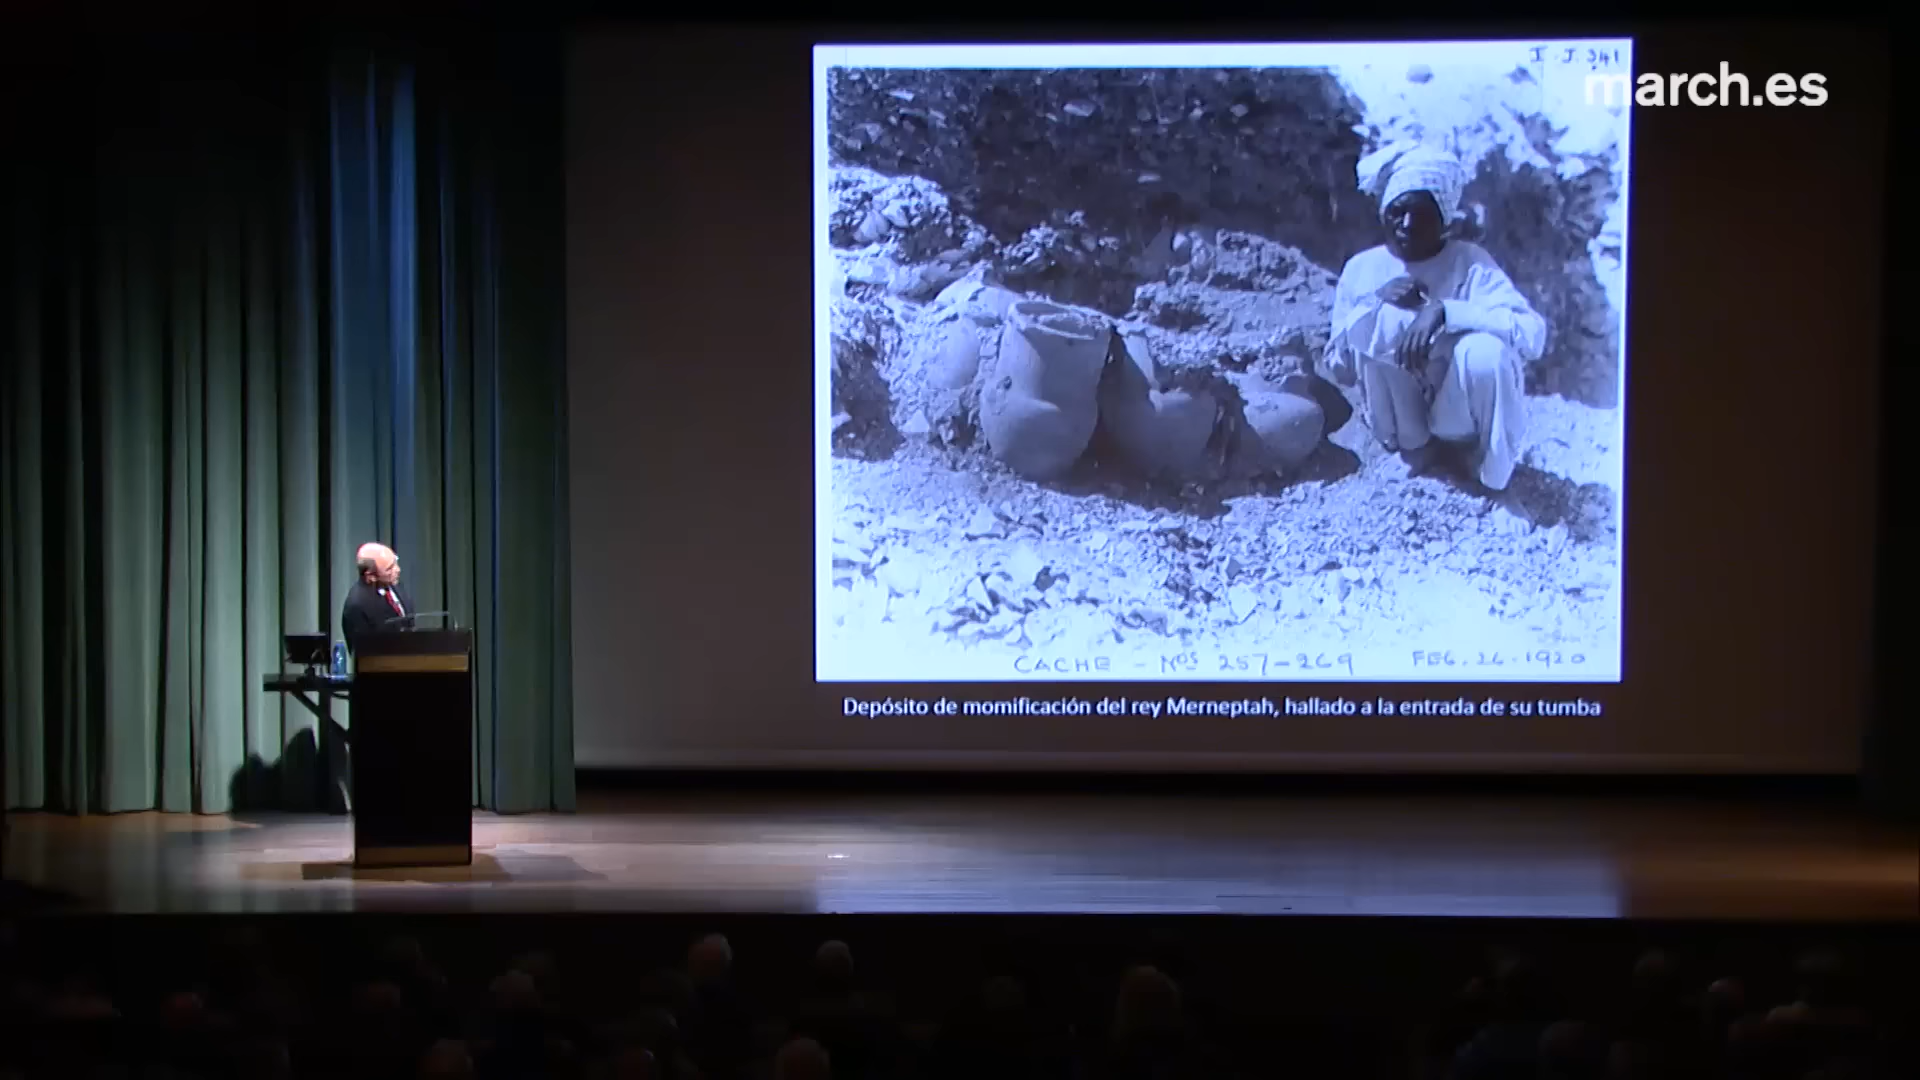 I. J. 341
march.es
CACHE - Nos 257-269
FEB. 26. 1920
Depósito de momificación del rey Merneptah, hallado a la entrada de su tumba